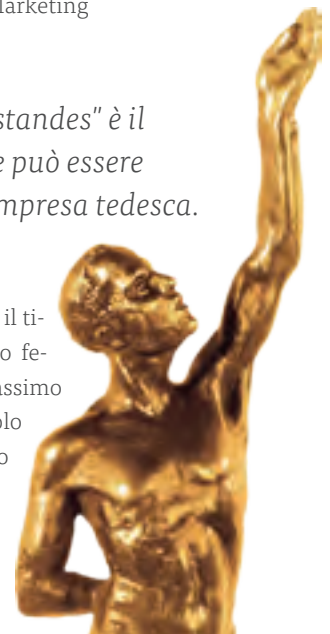 Marketing
standes" è il
e può essere
mpresa tedesca.
il ti-
o fe-
assimo
olo
o